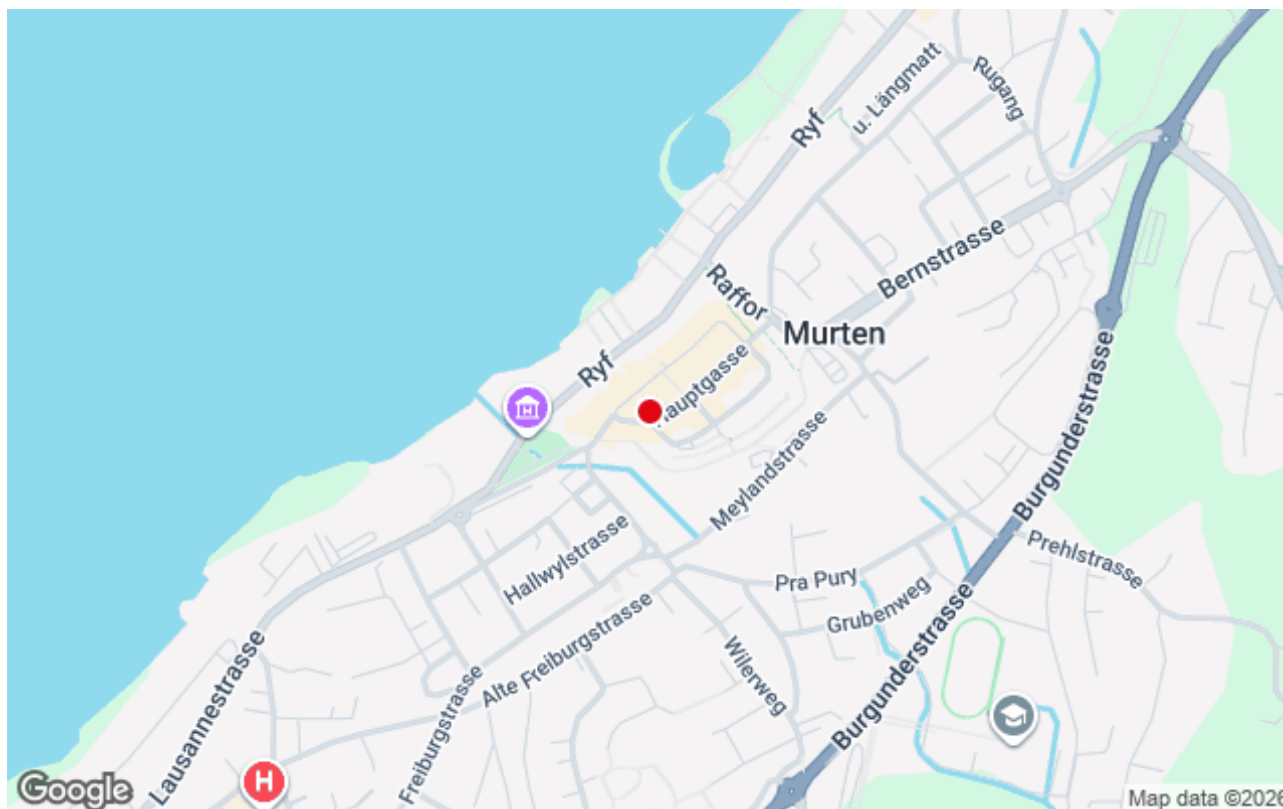 u. Längmatt
Rugang
Ryf
Bernstrasse
Raffor
Murten
Ryf
Hauptgasse
Burgunderstrasse
Meylandstrasse
Prehlstrasse
Hallwylstrasse
Pra Pury
Grubenweg
Alte Freiburgstrasse
Wilerweg
Lausannestrasse
Freiburgstrasse
Burgunderstrasse
H
H
Google
Map data ©2026